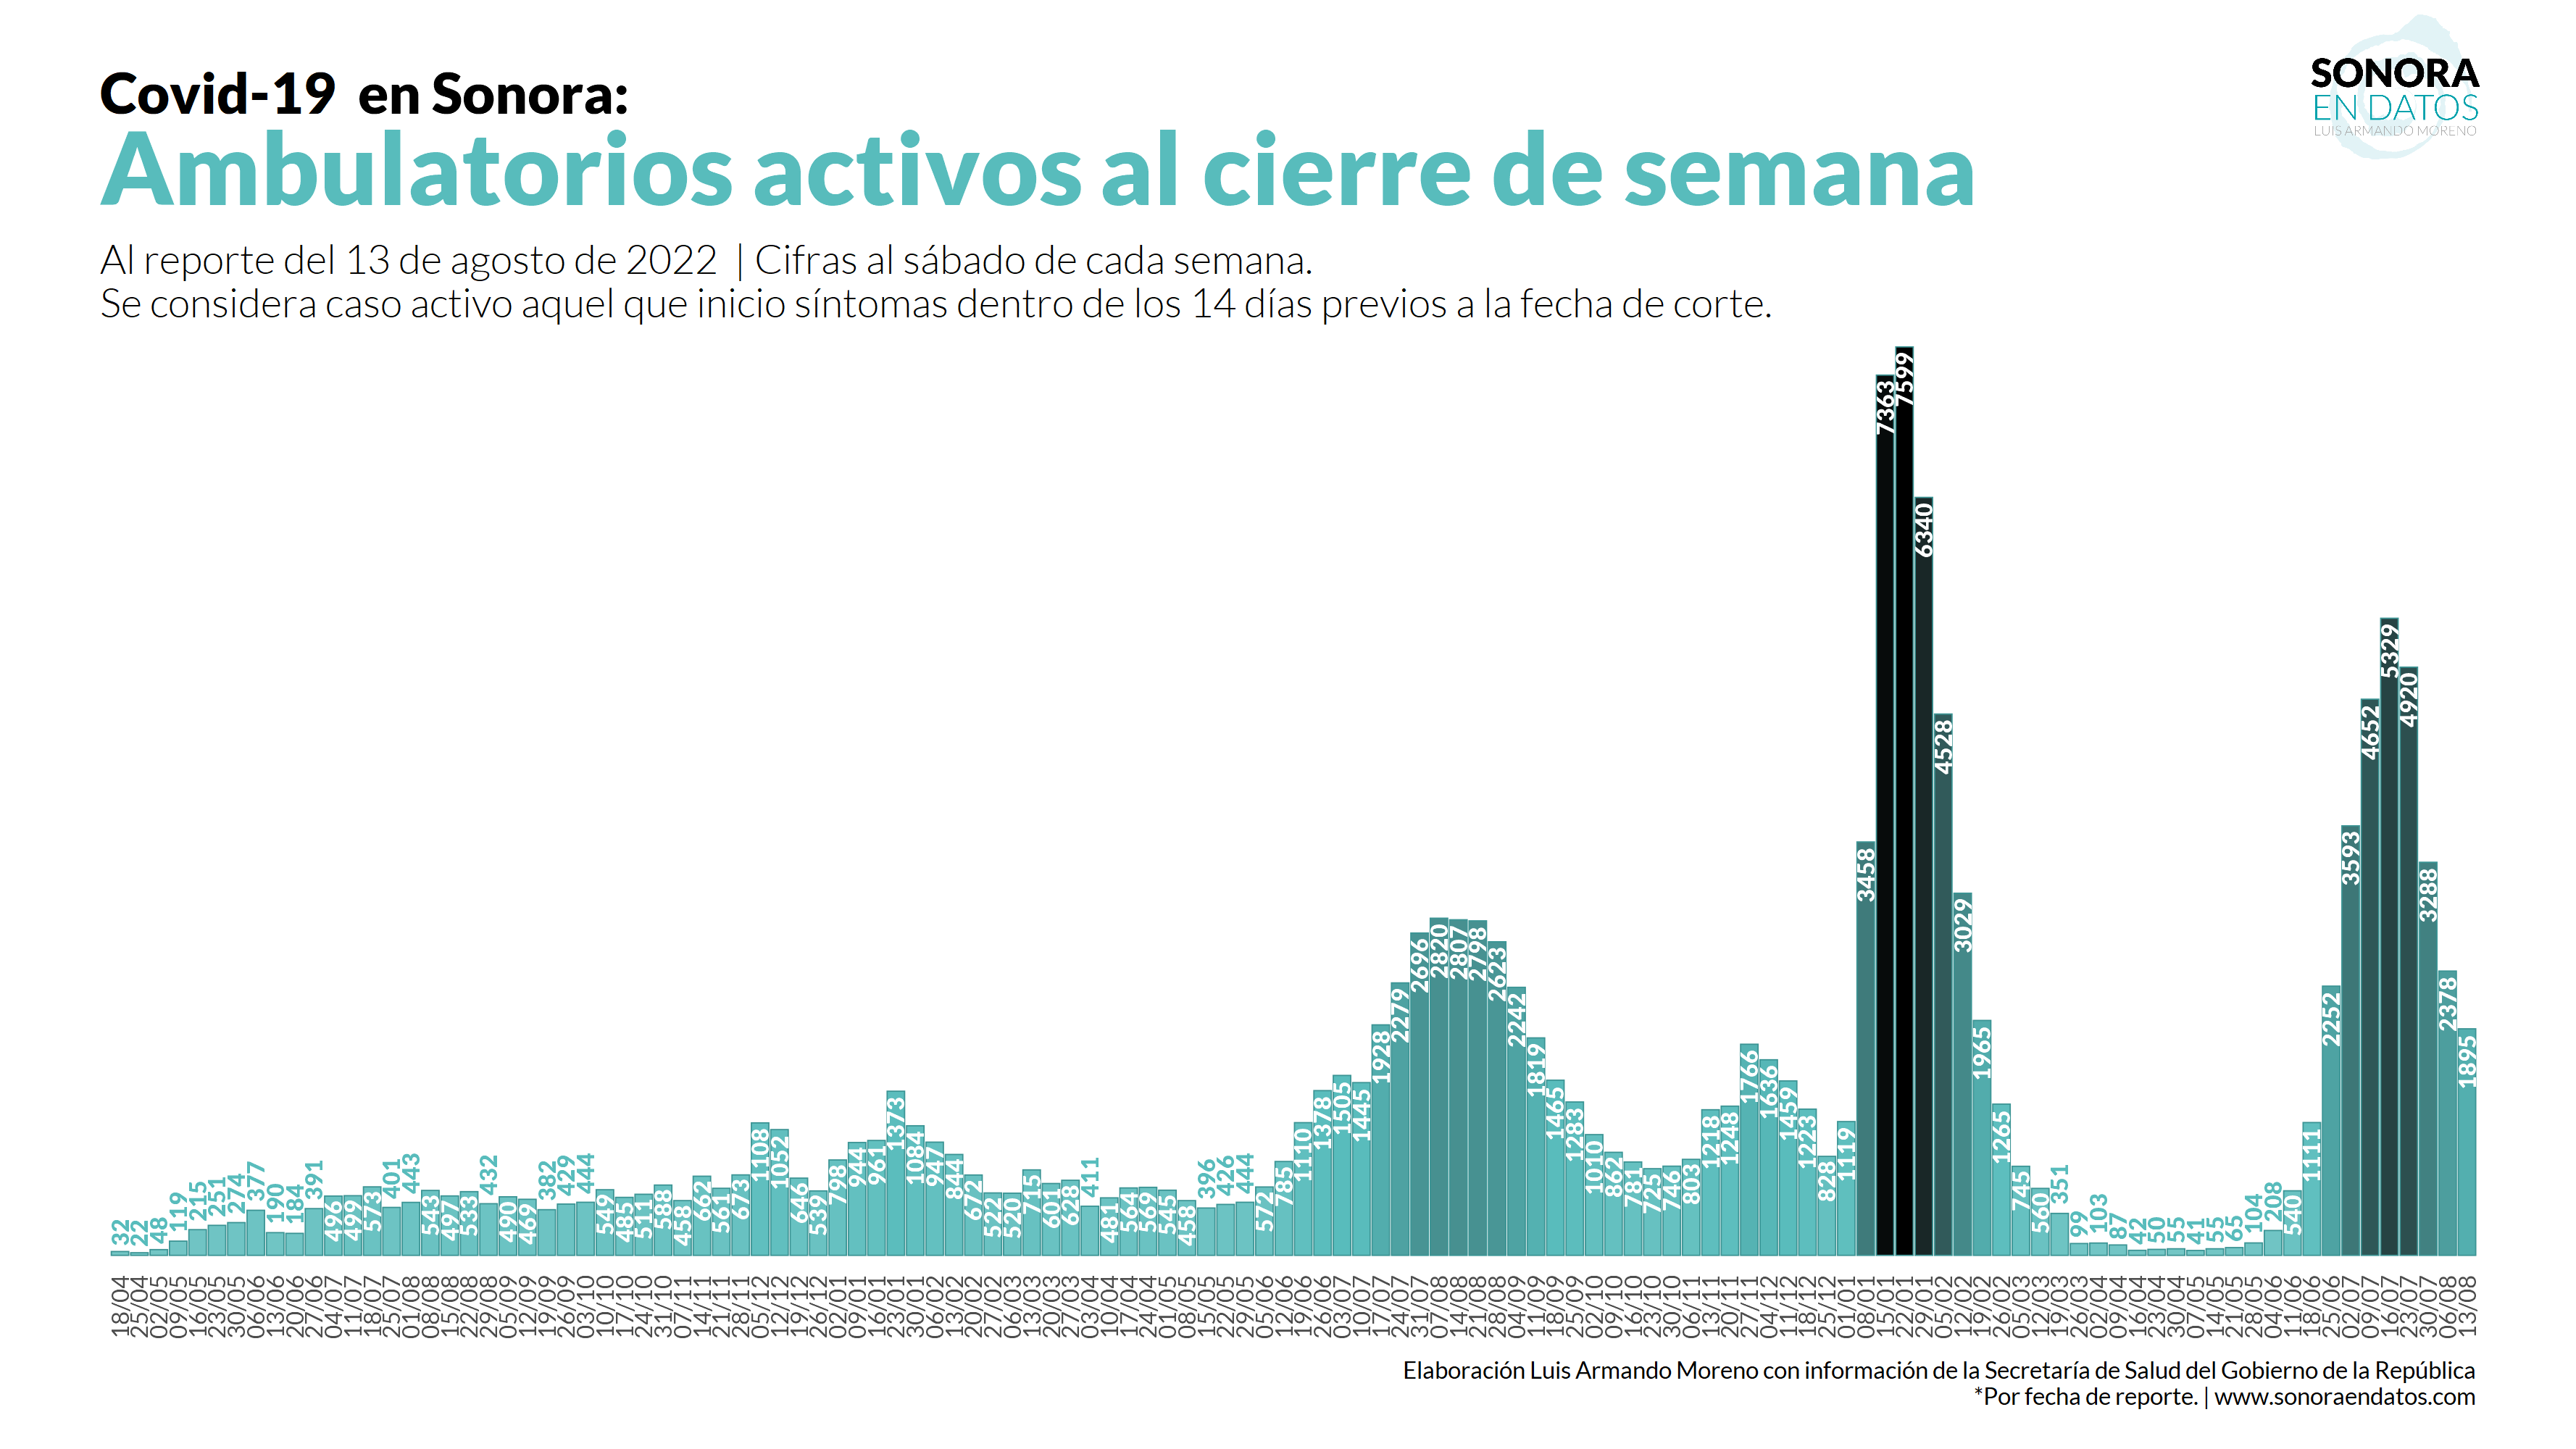 Covid-19 en Sonora:
Ambulatorios activos al cierre de semana
Al reporte del 13 de agosto de 2022 | Cifras al sábado de cada semana.
Se considera caso activo aquel que inicio síntomas dentro de los 14 días previos a la fecha de corte.
SONORA
EN DATOS
LUIS ARMANDO MORENO
32 22 48 119 215 251 274 377 190 184 391 496 499 573 401 443 543 497 533 432 490 469 382 429 444 549 485 511 588 458 662 561 673 1108 1052 646 539 798 944 961 1373 1084 947 844 672 522 520 715 601 628 411 481 564 569 545 458 396 426 444 572 785 1110 1378 1505 1445 1928 2279 2696 2820 2807 2798 2623 2242 1819 1465 1283 1010 862 781 725 746 803 1218 1248 1766 1636 1459 1223 828 1119 3458 7363 7599 6340 4528 3029 1965 1265 745 560 351 99 103 87 42 50 55 41 55 65 104 208 540 1111 2252 3593 4652 5329 4920 3288 2378 1895
18/04 25/04 02/05 09/05 16/05 23/05 30/05 06/06 13/06 20/06 27/06 04/07 11/07 18/07 25/07 01/08 08/08 15/08 22/08 29/08 05/09 12/09 19/09 26/09 03/10 10/10 17/10 24/10 31/10 07/11 14/11 21/11 28/11 05/12 12/12 19/12 26/12 02/01 09/01 16/01 23/01 30/01 06/02 13/02 20/02 27/02 06/03 13/03 20/03 27/03 03/04 10/04 17/04 24/04 01/05 08/05 15/05 22/05 29/05 05/06 12/06 19/06 26/06 03/07 10/07 17/07 24/07 31/07 07/08 14/08 21/08 28/08 04/09 11/09 18/09 25/09 02/10 09/10 16/10 23/10 30/10 06/11 13/11 20/11 27/11 04/12 11/12 18/12 25/12 01/01 08/01 15/01 22/01 29/01 05/02 12/02 19/02 26/02 05/03 12/03 19/03 26/03 02/04 09/04 16/04 23/04 30/04 07/05 14/05 21/05 28/05 04/06 11/06 18/06 25/06 02/07 09/07 16/07 23/07 30/07 06/08 13/08
Elaboración Luis Armando Moreno con información de la Secretaría de Salud del Gobierno de la República
*Por fecha de reporte. | www.sonoraendatos.com